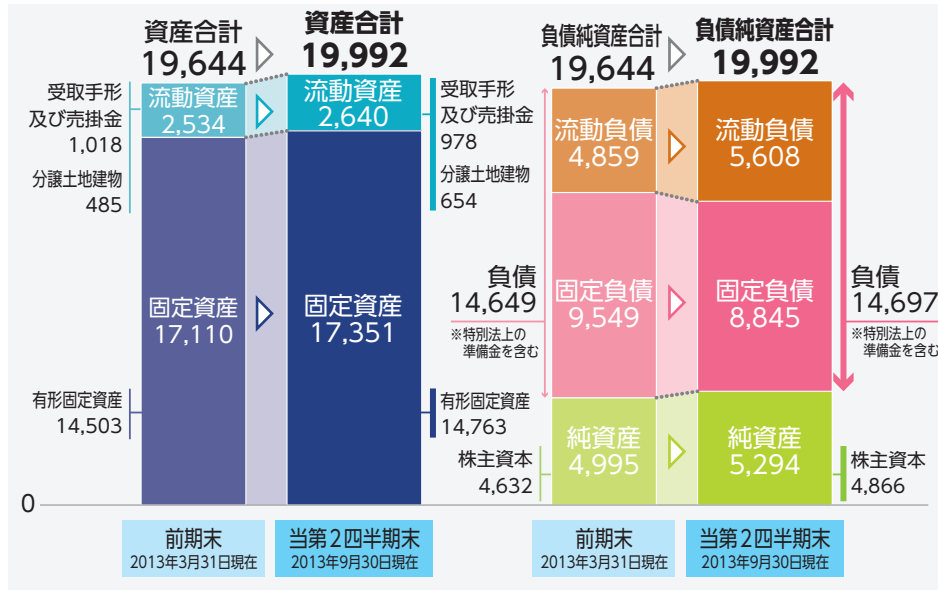 資産合計
19,644
資産合計
19,992
受取手形
及び売掛金
1,018
分譲土地建物
485
流動資産
2,534
流動資産
2,640
受取手形
及び売掛金
978
分譲土地建物
654
固定資産
17,110
固定資産
17,351
有形固定資産
14,503
有形固定資産
14,763
0
前期末
2013年3月31日現在
当第2四半期末
2013年9月30日現在
負債純資産合計
19,644
負債純資産合計
19,992
流動負債
4,859
流動負債
5,608
負債
14,649
※特別法上の
準備金を含む
固定負債
9,549
固定負債
8,845
負債
14,697
※特別法上の
準備金を含む
純資産
4,995
純資産
5,294
株主資本
4,632
株主資本
4,866
前期末
2013年3月31日現在
当第2四半期末
2013年9月30日現在